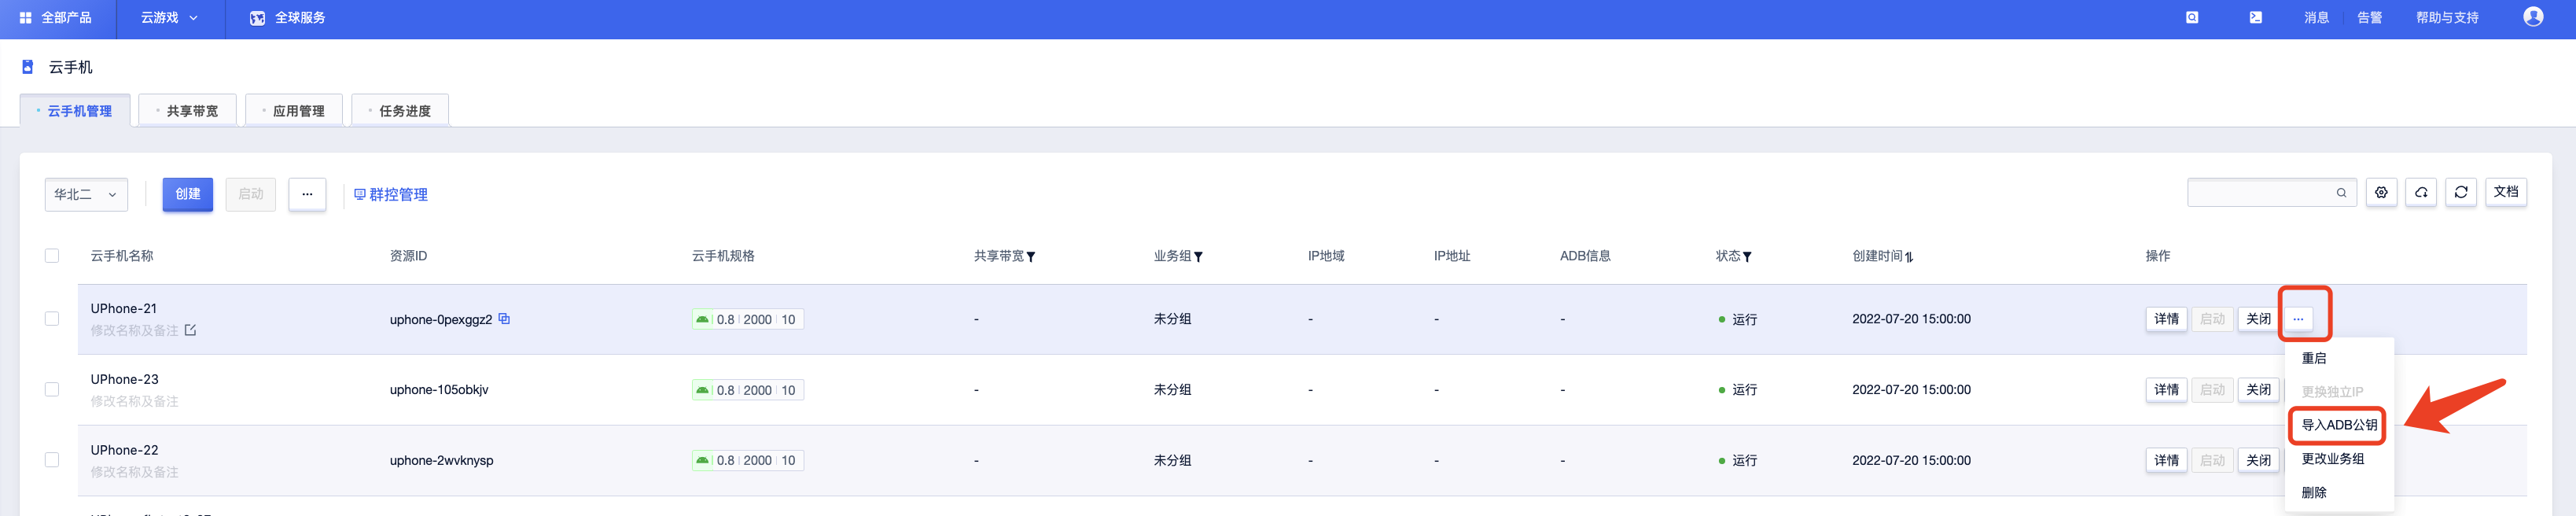 全部产品 云游戏 全球服务 消息 告警 帮助与支持
云手机
云手机管理 共享带宽 应用管理 任务进度
华北二 创建 启动 ... 群控管理 文档
云手机名称 资源ID 云手机规格 共享带宽 业务组 IP地域 IP地址 ADB信息 状态 创建时间 操作
UPhone-21
修改名称及备注
uphone-0pexggz2 0.8 2000 10 - 未分组 - - - 运行 2022-07-20 15:00:00 详情 启动 关闭 ...
重启
UPhone-23
修改名称及备注
uphone-105obkjv 0.8 2000 10 - 未分组 - - - 运行 2022-07-20 15:00:00 详情 启动 关闭
更换独立IP
导入ADB公钥
UPhone-22
修改名称及备注
uphone-2wvknysp 0.8 2000 10 - 未分组 - - - 运行 2022-07-20 15:00:00 详情 启动 关闭
更改业务组
删除